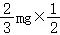 2/3 mg × 1/2